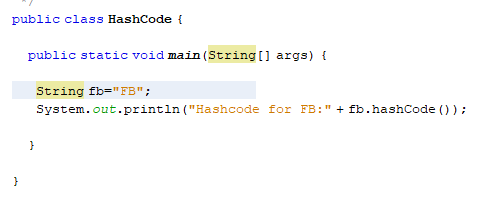 */
public class HashCode {
public static void main(String[] args) {
String fb="FB";
System.out.println("Hashcode for FB:" + fb.hashCode());
}
}